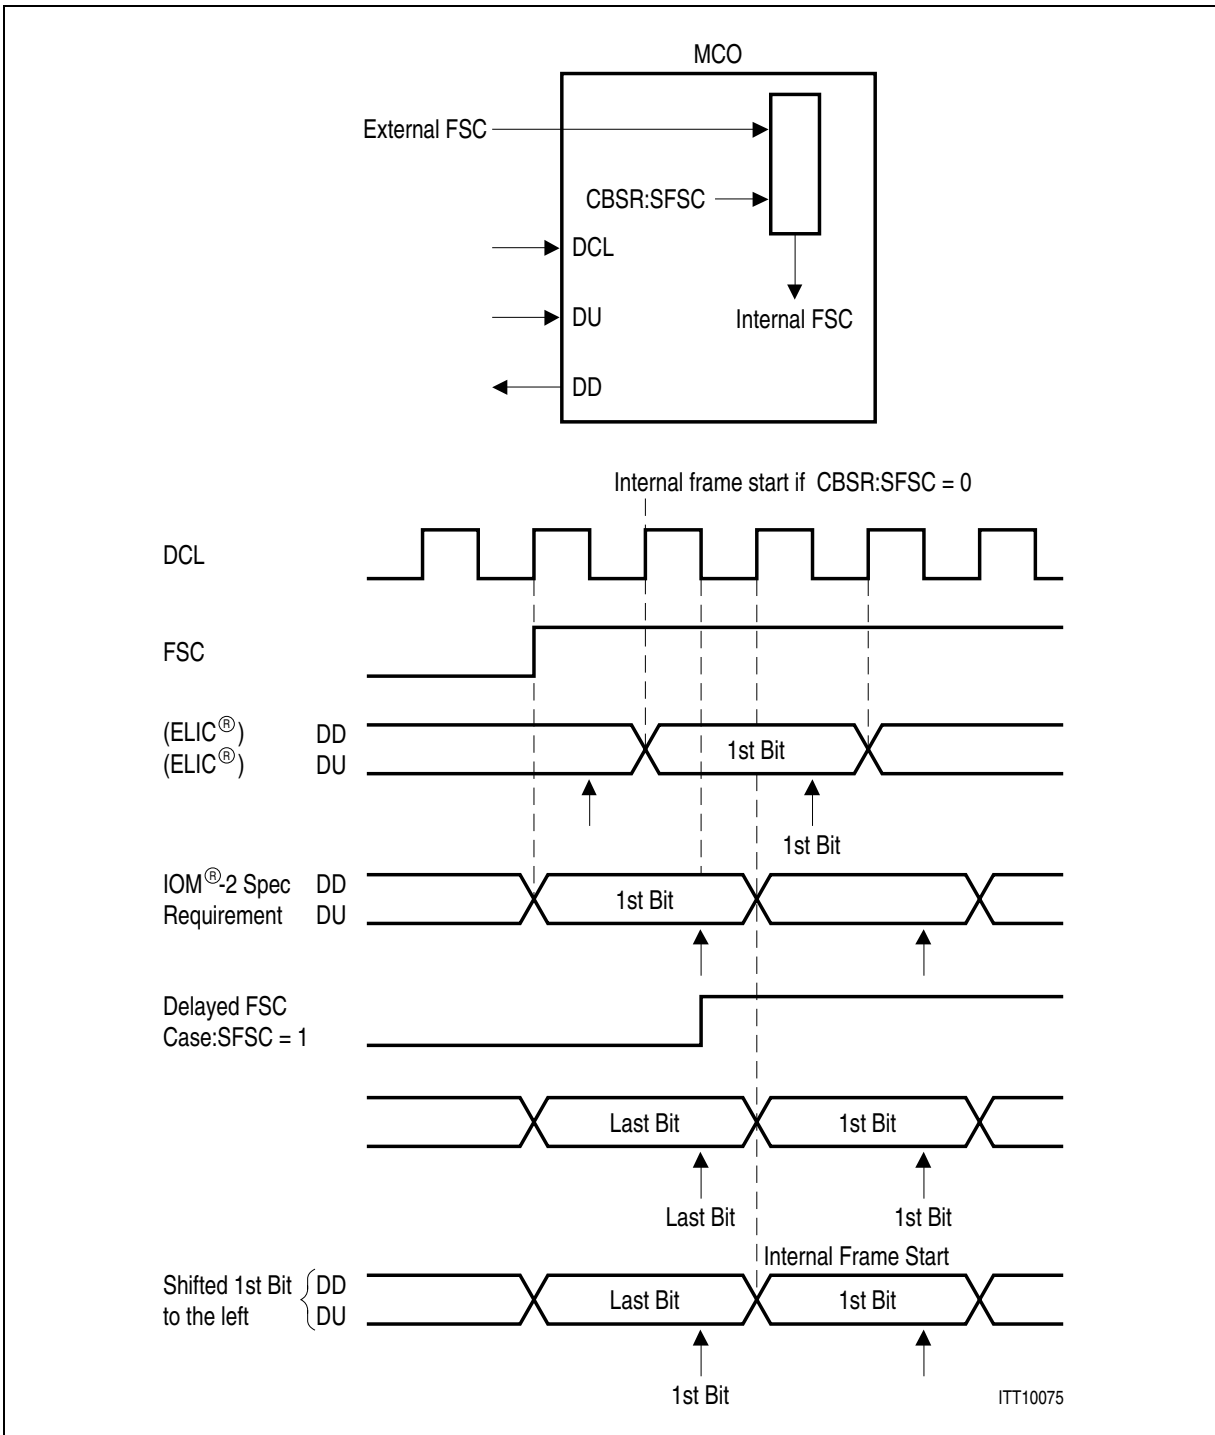 MCO
External FSC
CBSR:SFSC
DCL
DU
Internal FSC
DD
Internal frame start if CBSR:SFSC = 0
DCL
FSC
(ELIC®) DD
(ELIC®) DU
1st Bit
1st Bit
IOM®-2 Spec DD
Requirement DU
1st Bit
Delayed FSC
Case:SFSC = 1
Last Bit 1st Bit
Last Bit 1st Bit
Internal Frame Start
Shifted 1st Bit DD
to the left DU
Last Bit 1st Bit
1st Bit
ITT10075